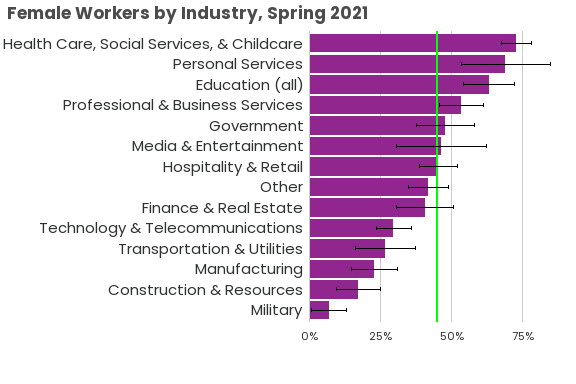 Female Workers by Industry, Spring 2021
Health Care, Social Services, & Childcare
Personal Services
Education (all)
Professional & Business Services
Government
Media & Entertainment
Hospitality & Retail
Other
Finance & Real Estate
Technology & Telecommunications
Transportation & Utilities
Manufacturing
Construction & Resources
Military
0% 25% 50% 75%